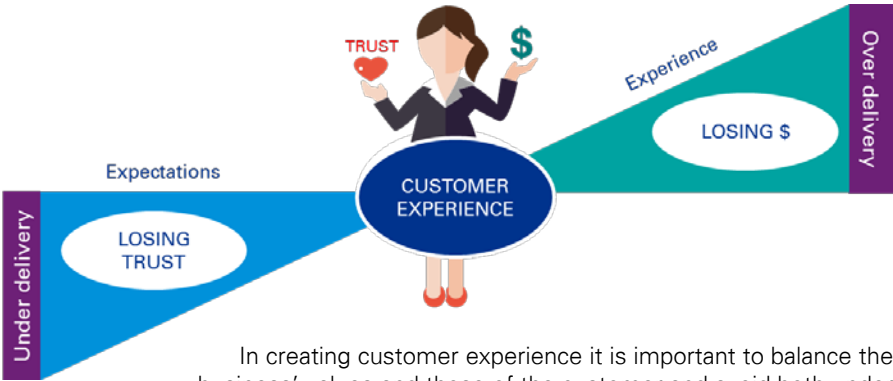 TRUST
$
Experience
Over delivery
LOSING $
Expectations
CUSTOMER
EXPERIENCE
Under delivery
LOSING
TRUST
In creating customer experience it is important to balance the